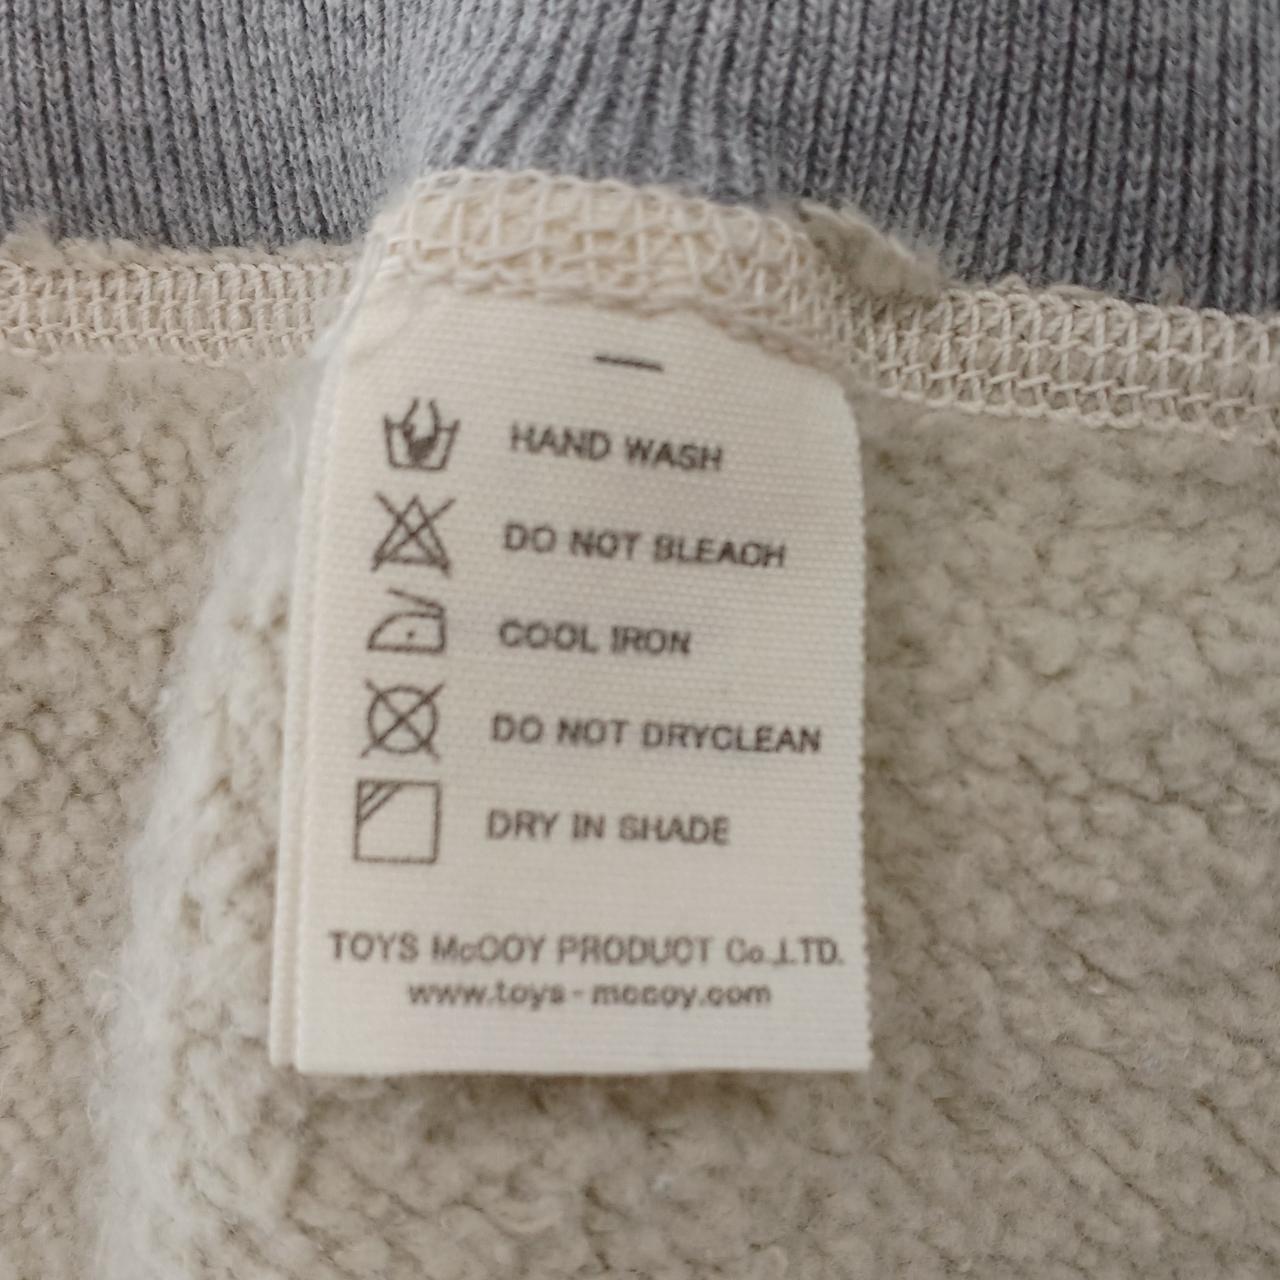 HAND WASH
DO NOT BLEACH
COOL IRON
DO NOT DRYCLEAN
DRY IN SHADE
TOYS McCOY PRODUCT Co.,LTD.
www.toys-mccoy.com